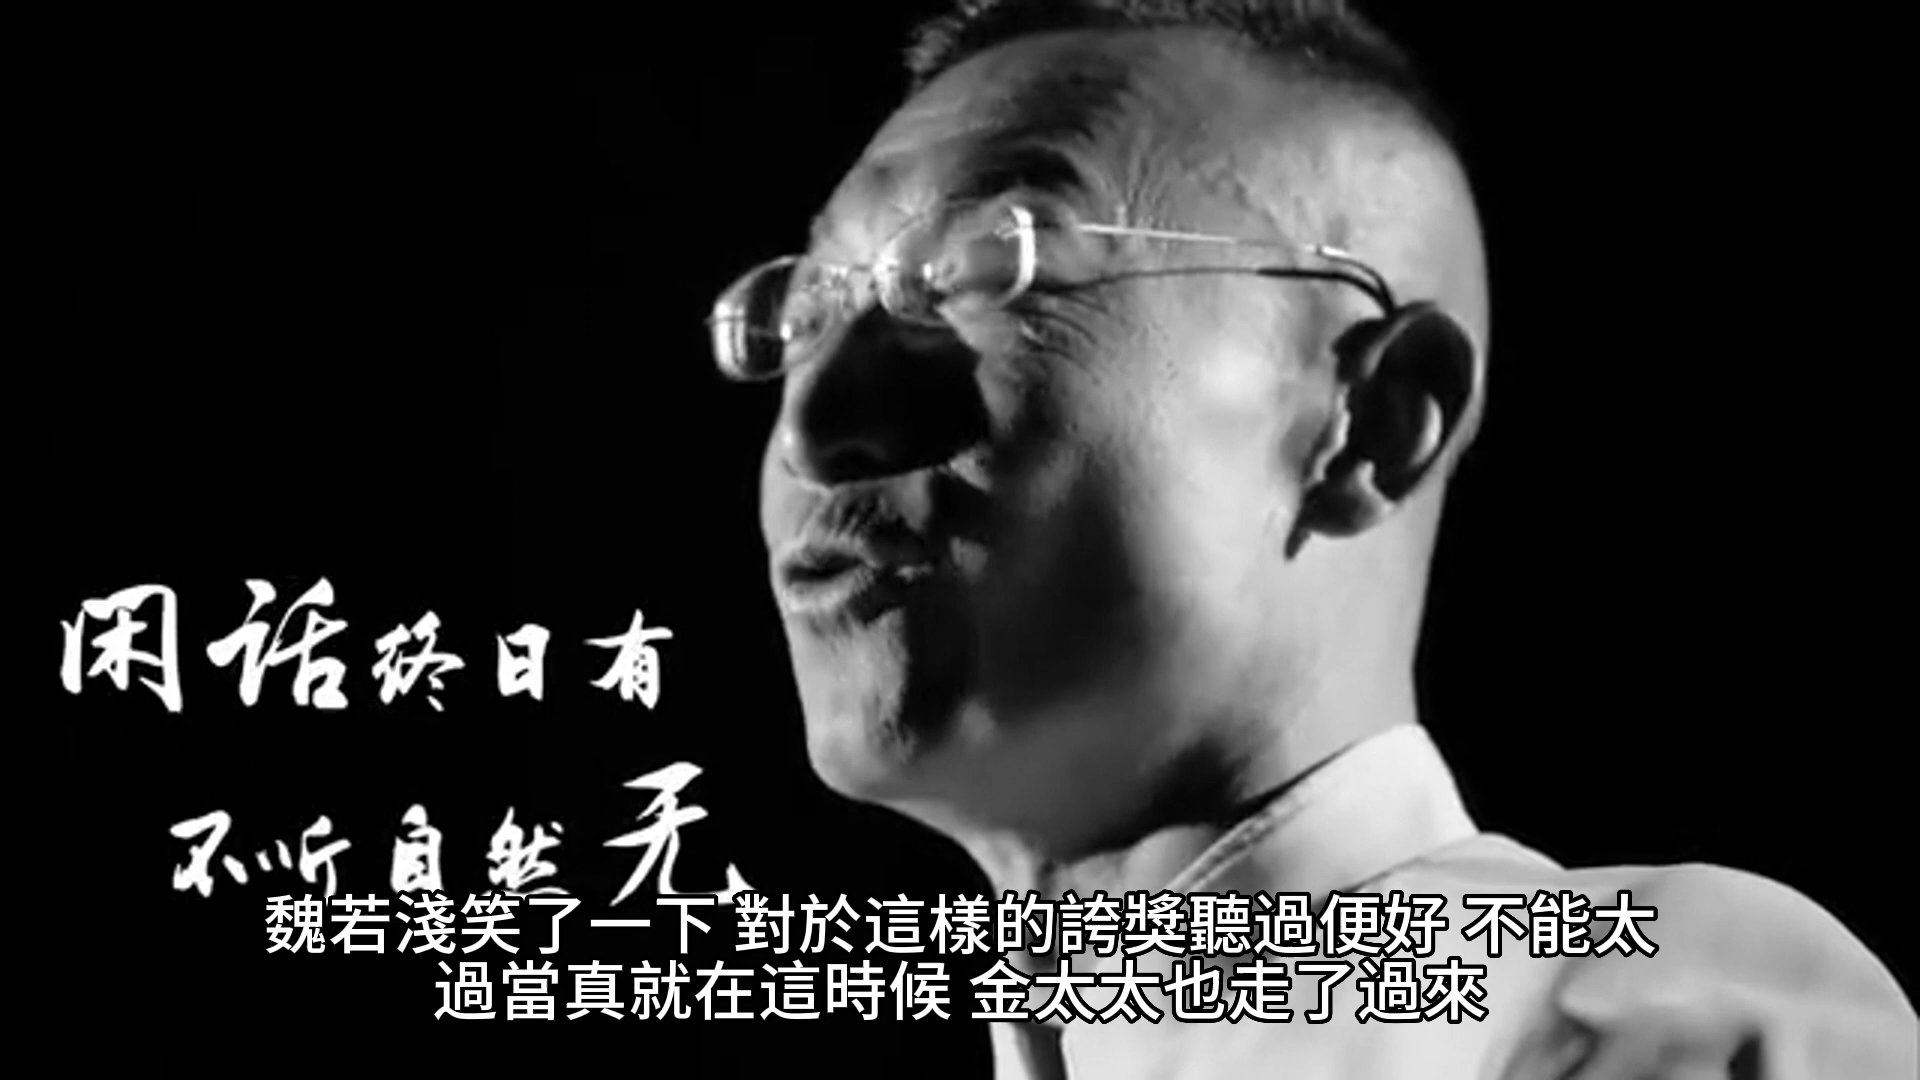 闲话终日有
不听自然无
魏若淺笑了一下 對於這樣的誇獎聽過便好 不能太
過當真就在這時候 金太太也走了過來